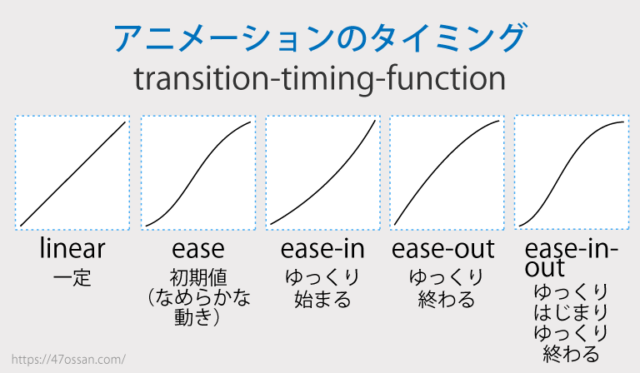 アニメーションのタイミング
transition-timing-function
linear
一定
ease
初期値
（なめらかな
動き）
ease-in
ゆっくり
始まる
ease-out
ゆっくり
終わる
ease-in-
out
ゆっくり
はじまり
ゆっくり
終わる
https://47ossan.com/